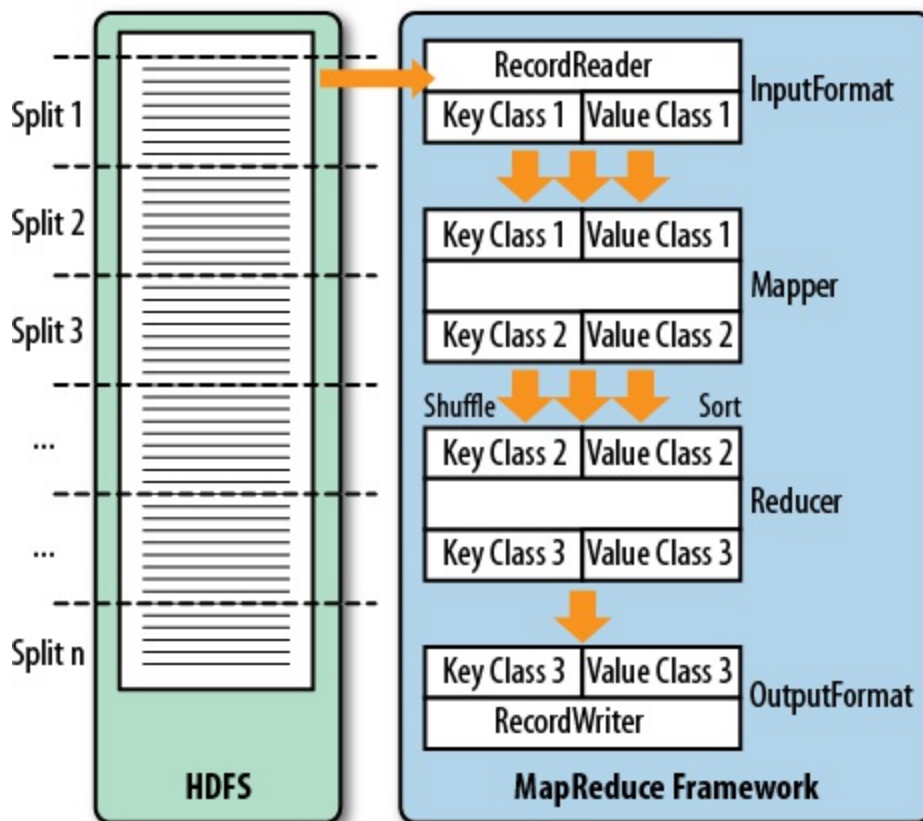 Split 1
Split 2
Split 3
...
...
Split n
HDFS
RecordReader
Key Class 1 Value Class 1
InputFormat
Key Class 1 Value Class 1
Mapper
Key Class 2 Value Class 2
Shuffle Sort
Key Class 2 Value Class 2
Reducer
Key Class 3 Value Class 3
Key Class 3 Value Class 3
OutputFormat
RecordWriter
MapReduce Framework